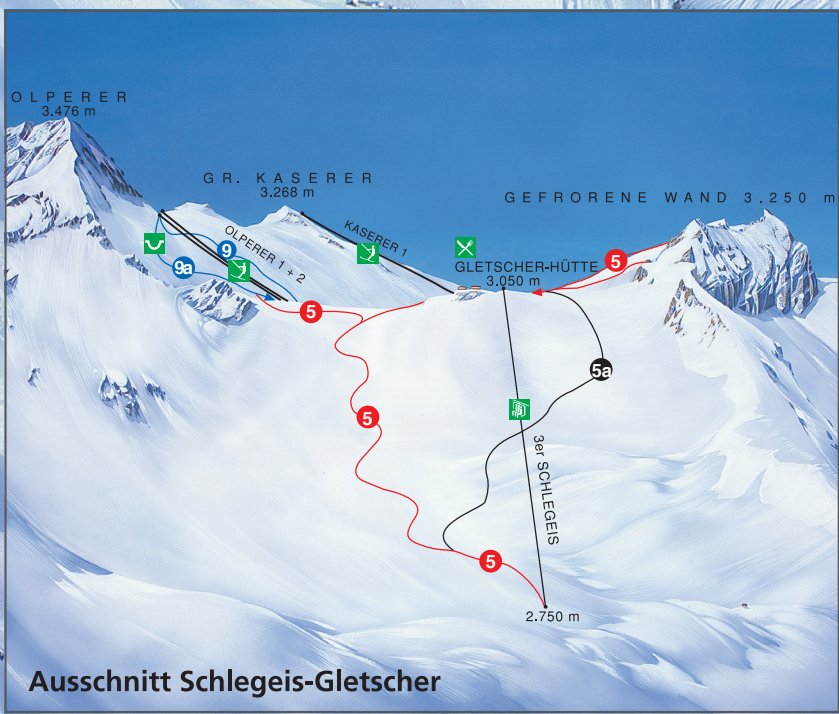 OLPERER
3.476 m
GR. KASERER
3.268 m
GEFRORENE WAND 3.250 m
KASERER 1
OLPERER 1 + 2
9
9a
GLETSCHER-HÜTTE
3.050 m
5
5
5a
5
3er SCHLEGEIS
5
2.750 m
Ausschnitt Schlegeis-Gletscher